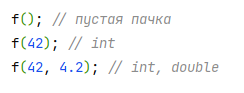 f(); // пустая пачка
f(42); // int
f(42, 4.2); // int, double